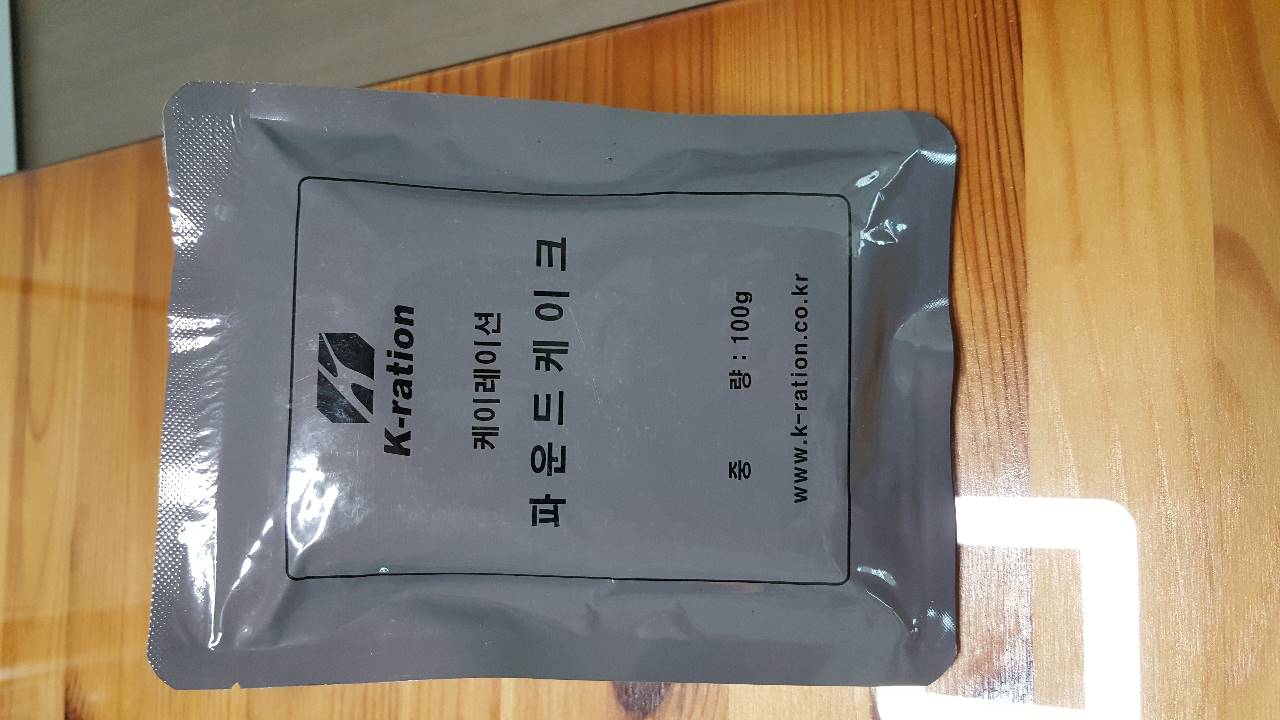 K-ration
케이레이션
파운드케이크
중 량 : 100g
www.k-ration.co.kr